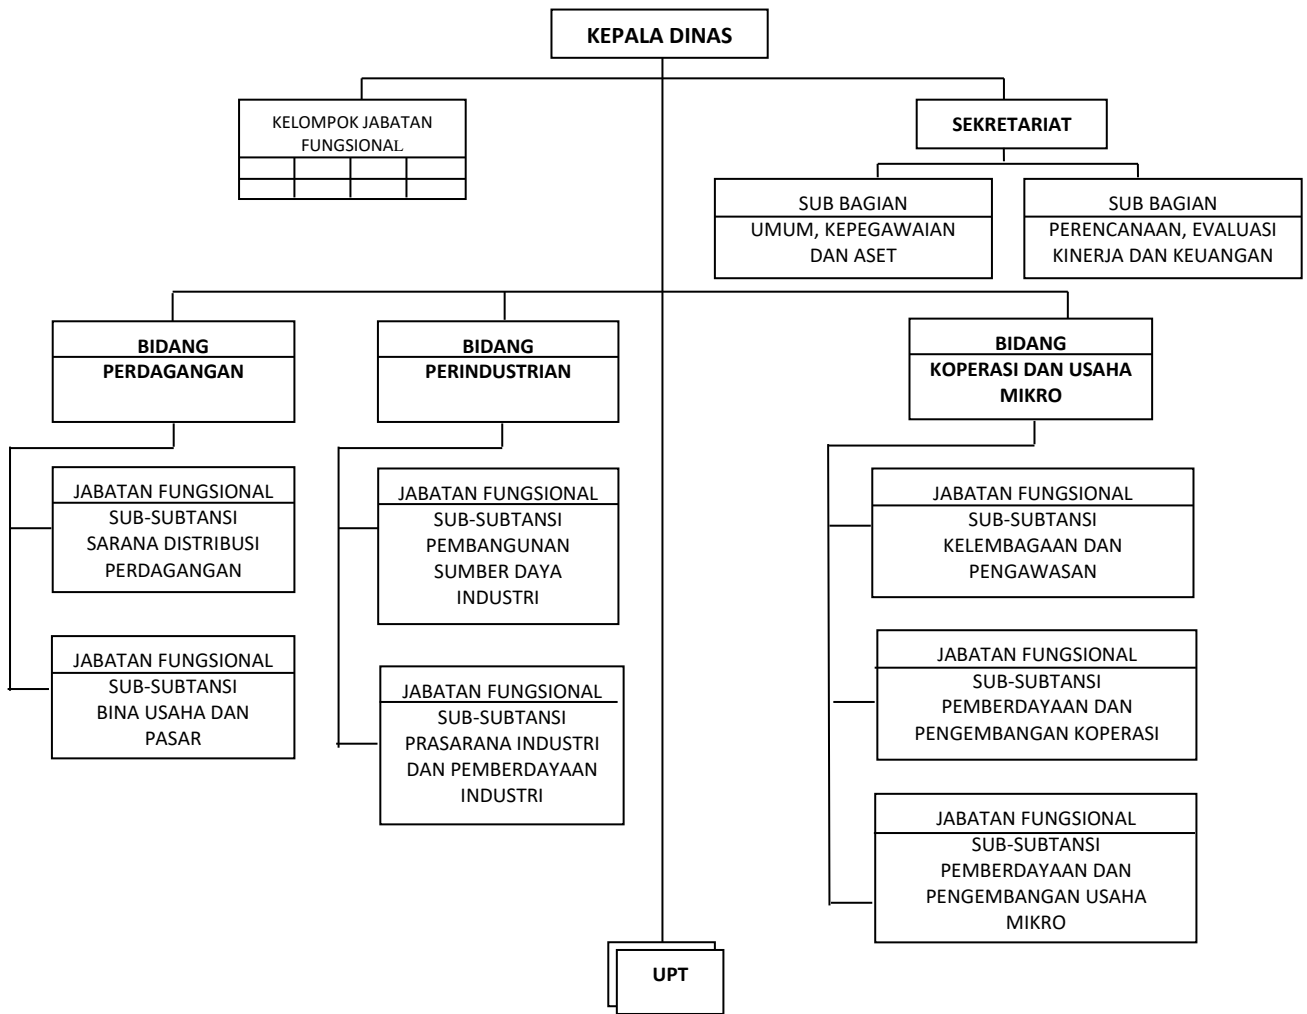 KEPALA DINAS
KELOMPOK JABATAN
FUNGSIONAL
SEKRETARIAT
SUB BAGIAN
UMUM, KEPEGAWAIAN
DAN ASET
SUB BAGIAN
PERENCANAAN, EVALUASI
KINERJA DAN KEUANGAN
BIDANG
PERDAGANGAN
BIDANG
PERINDUSTRIAN
BIDANG
KOPERASI DAN USAHA
MIKRO
JABATAN FUNGSIONAL
SUB-SUBTANSI
SARANA DISTRIBUSI
PERDAGANGAN
JABATAN FUNGSIONAL
SUB-SUBTANSI
BINA USAHA DAN
PASAR
JABATAN FUNGSIONAL
SUB-SUBTANSI
PEMBANGUNAN
SUMBER DAYA
INDUSTRI
JABATAN FUNGSIONAL
SUB-SUBTANSI
PRASARANA INDUSTRI
DAN PEMBERDAYAAN
INDUSTRI
JABATAN FUNGSIONAL
SUB-SUBTANSI
KELEMBAGAAN DAN
PENGAWASAN
JABATAN FUNGSIONAL
SUB-SUBTANSI
PEMBERDAYAAN DAN
PENGEMBANGAN KOPERASI
JABATAN FUNGSIONAL
SUB-SUBTANSI
PEMBERDAYAAN DAN
PENGEMBANGAN USAHA
MIKRO
UPT